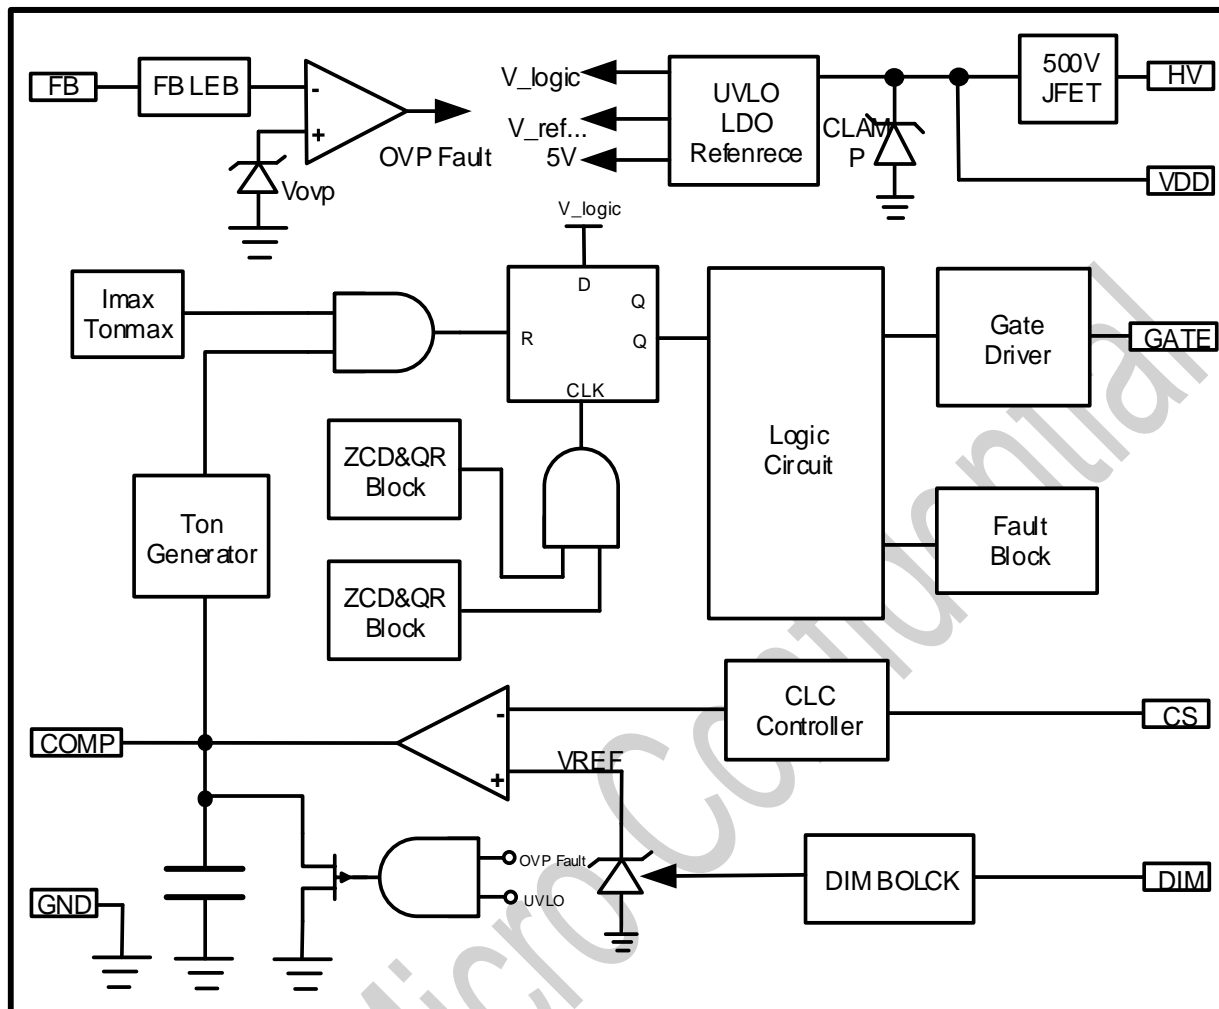 FB
FB LEB
-
+
OVP Fault
Vovp
V_logic
V_ref...
5V
UVLO
LDO
Refenrece
CLAM
P
500V
JFET
HV
VDD
V_logic
Imax
Tonmax
D
Q
R
Q
CLK
Logic
Circuit
Gate
Driver
GATE
ZCD&QR
Block
Ton
Generator
Fault
Block
ZCD&QR
Block
CLC
Controller
CS
COMP
-
VREF
+
OVP Fault
UVLO
DIM BOLCK
DIM
GND
Micro Confidential